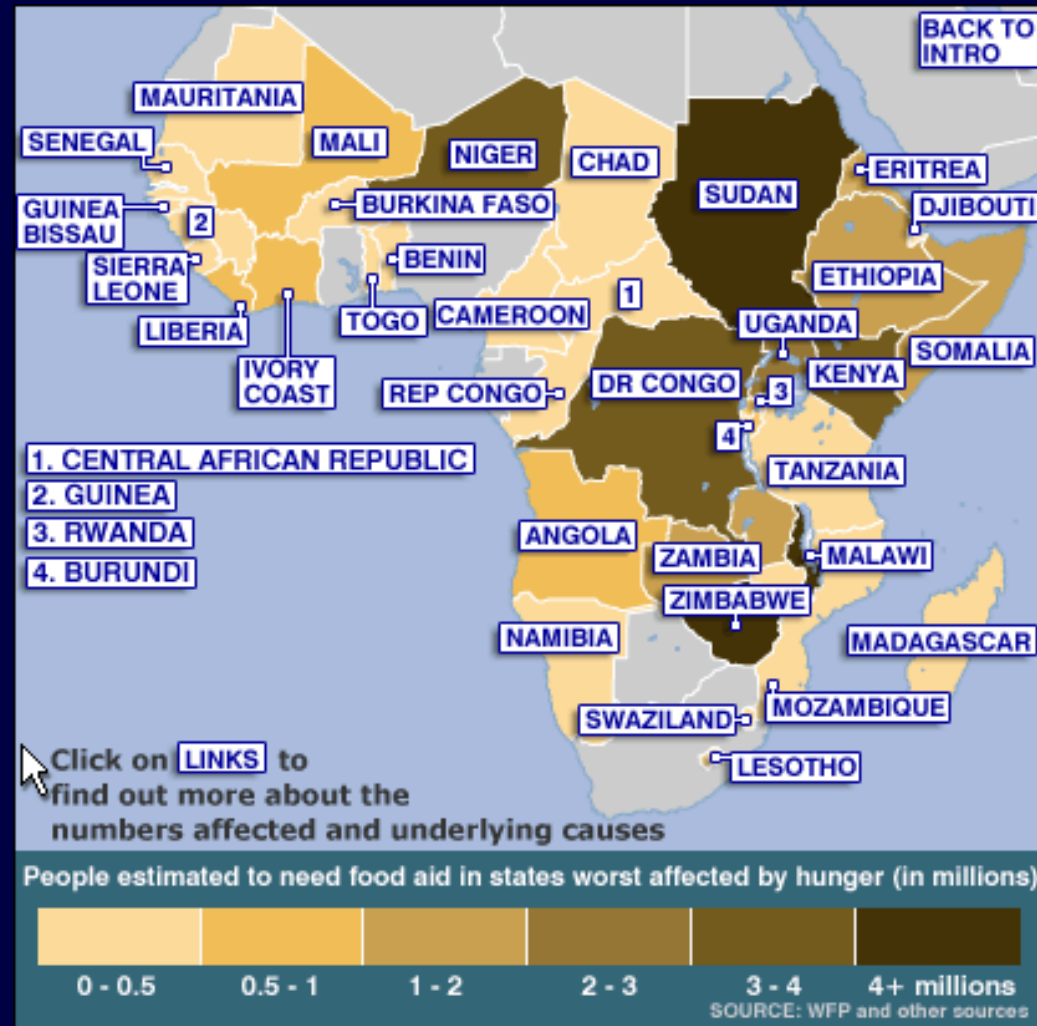 BACK TO
INTRO
MAURITANIA
SENEGAL
MALI
NIGER
CHAD
SUDAN
ERITREA
GUINEA
BISSAU
2
BURKINA FASO
DJIBOUTI
SIERRA
LEONE
BENIN
ETHIOPIA
LIBERIA
TOGO
CAMEROON
1
UGANDA
SOMALIA
IVORY
COAST
REP CONGO
DR CONGO
3
KENYA
4
TANZANIA
1. CENTRAL AFRICAN REPUBLIC
2. GUINEA
3. RWANDA
4. BURUNDI
ANGOLA
ZAMBIA
MALAWI
ZIMBABWE
NAMIBIA
MADAGASCAR
SWAZILAND
MOZAMBIQUE
LESOTHO
Click on LINKS to
find out more about the
numbers affected and underlying causes
People estimated to need food aid in states worst affected by hunger (in millions)
0 - 0.5
0.5 - 1
1 - 2
2 - 3
3 - 4
4+ millions
SOURCE: WFP and other sources